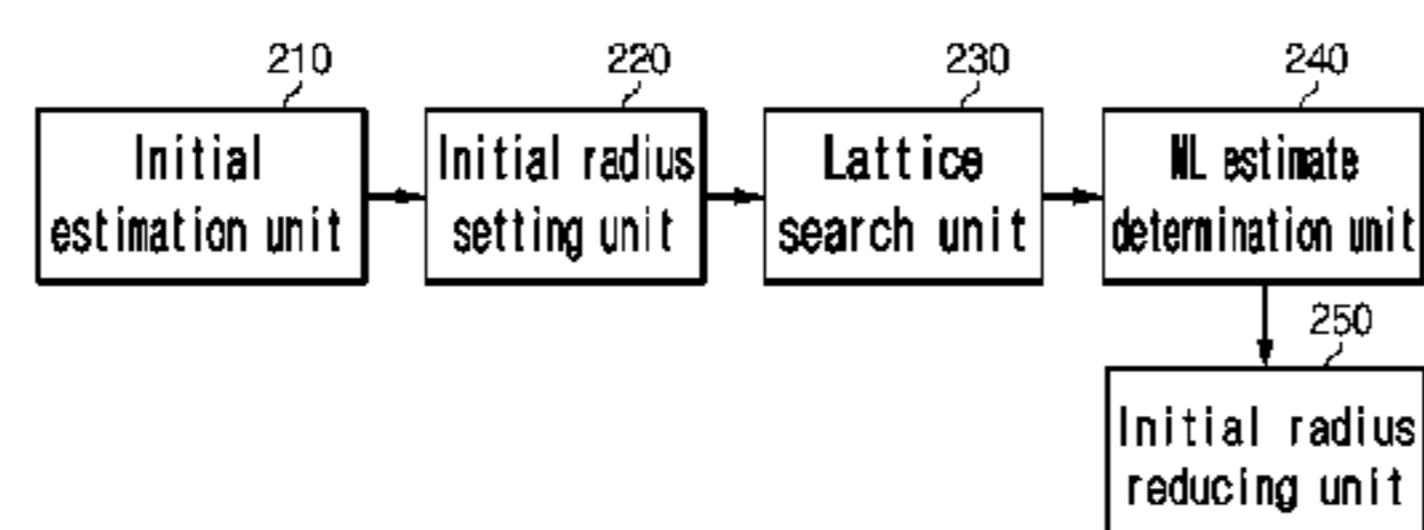 210
220
230
240
Initial
estimation unit
Initial radius
setting unit
Lattice
search unit
ML estimate
determination unit
250
Initial radius
reducing unit